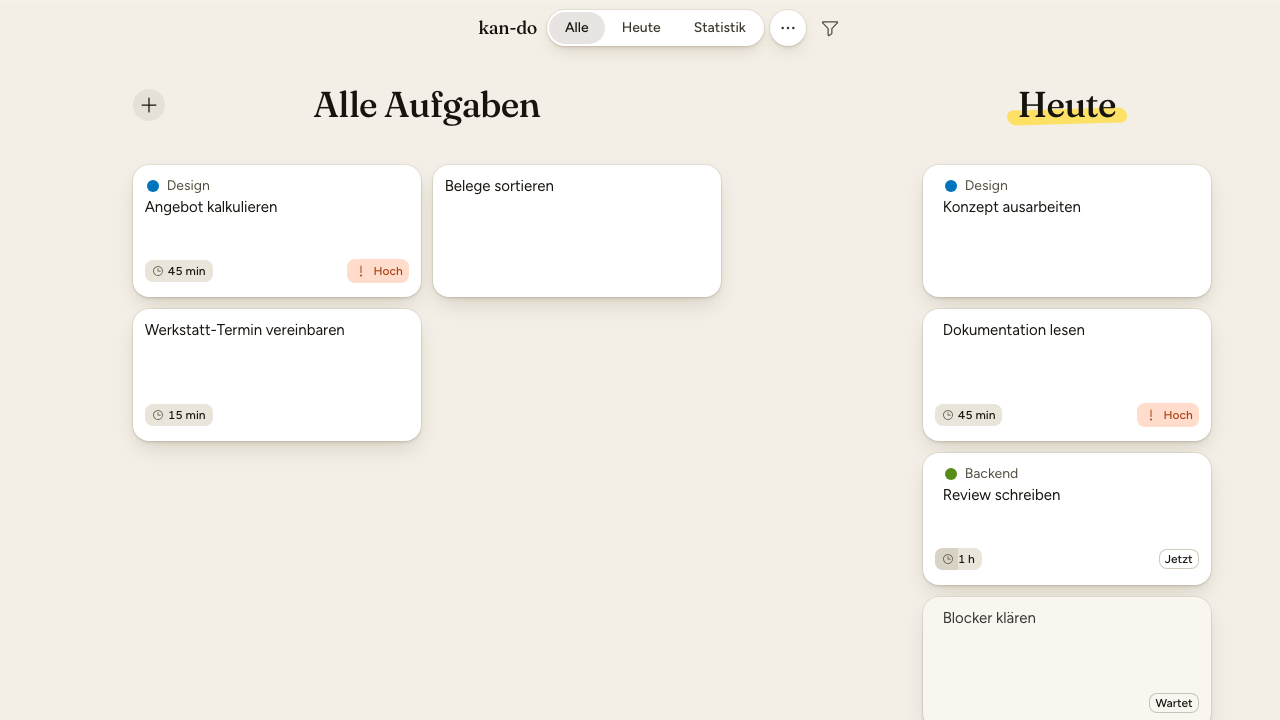 kan-do
Alle
Heute
Statistik
Alle Aufgaben
Heute
Design
Angebot kalkulieren
45 min
! Hoch
Belege sortieren
Werkstatt-Termin vereinbaren
15 min
Design
Konzept ausarbeiten
Dokumentation lesen
45 min
! Hoch
Backend
Review schreiben
1 h
Jetzt
Blocker klären
Wartet